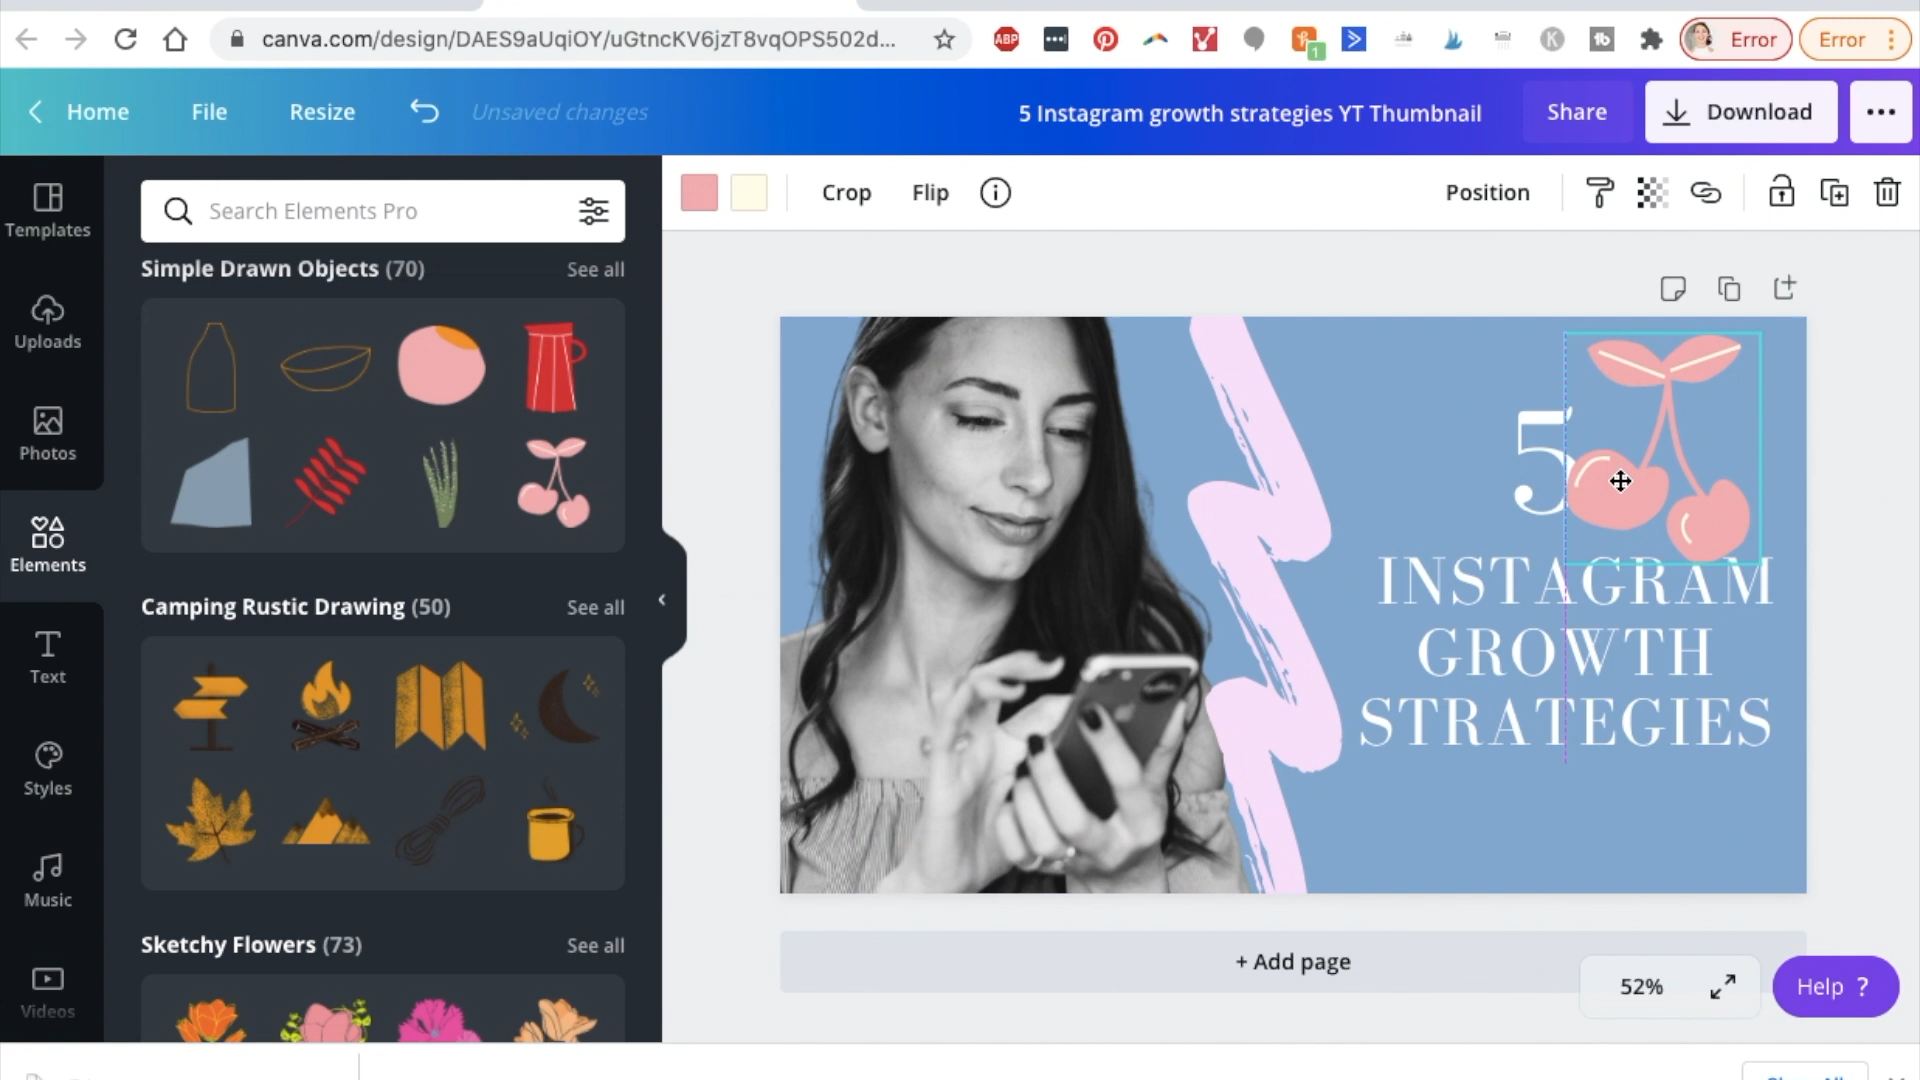 canva.com/design/DAES9aUqiOY/uGtncKV6jzT8vqOPS502d...
ABP
1
K
tb
Error
Error
Home
File
Resize
Unsaved changes
5 Instagram growth strategies YT Thumbnail
Share
Download
Templates
Uploads
Photos
Elements
Text
Styles
Music
Videos
Search Elements Pro
Simple Drawn Objects (70)
See all
Camping Rustic Drawing (50)
See all
Sketchy Flowers (73)
See all
Crop
Flip
Position
5
INSTAGRAM
GROWTH
STRATEGIES
+ Add page
52%
Help ?